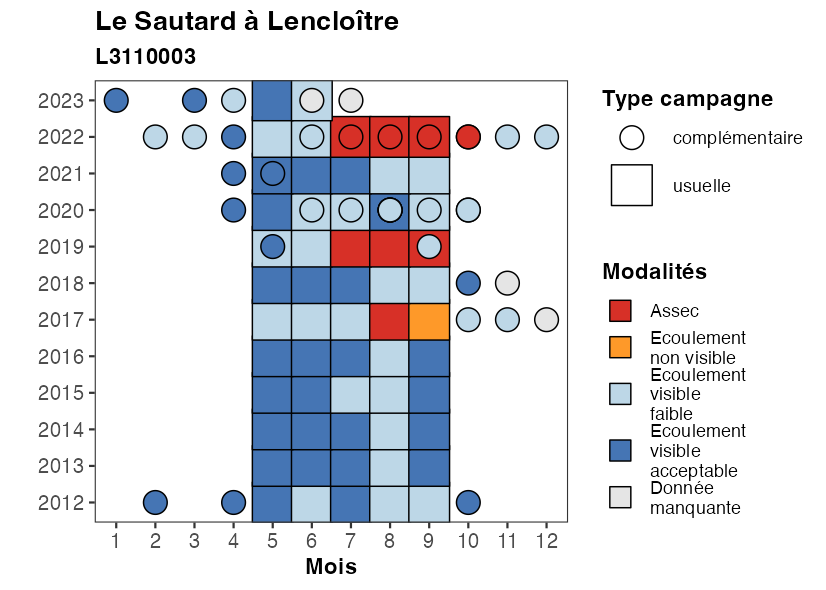 Le Sautard à Lencloître
L3110003
2023
2022
2021
2020
2019
2018
2017
2016
2015
2014
2013
2012
1 2 3 4 5 6 7 8 9 10 11 12
Mois
Type campagne
complémentaire
usuelle
Modalités
Assec
Ecoulement
non visible
Ecoulement
visible
faible
Ecoulement
visible
acceptable
Donnée
manquante